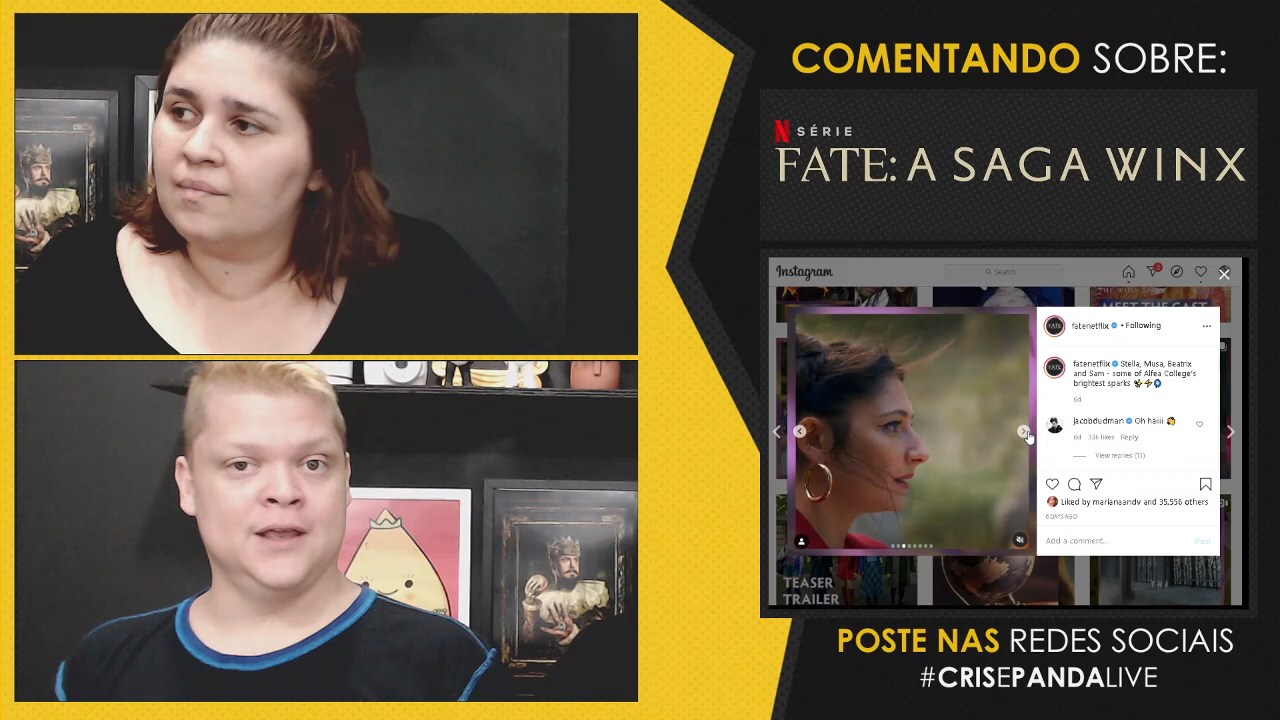 COMENTANDO SOBRE:
N SÉRIE
FATE: A SAGA WINX
Instagram
Search
MEET THE CAST
fatenetflix • Following
fatenetflix Stella, Musa, Beatrix
and Sam - some of Alfea College's
brightest sparks
6d
jacobdudman Oh haiiii
6d 336 likes Reply
View replies (13)
Liked by marianaandv and 35,556 others
6 DAYS AGO
Add a comment...
Post
TEASER
TRAILER
POSTE NAS REDES SOCIAIS
#CRISEPANDALIVE